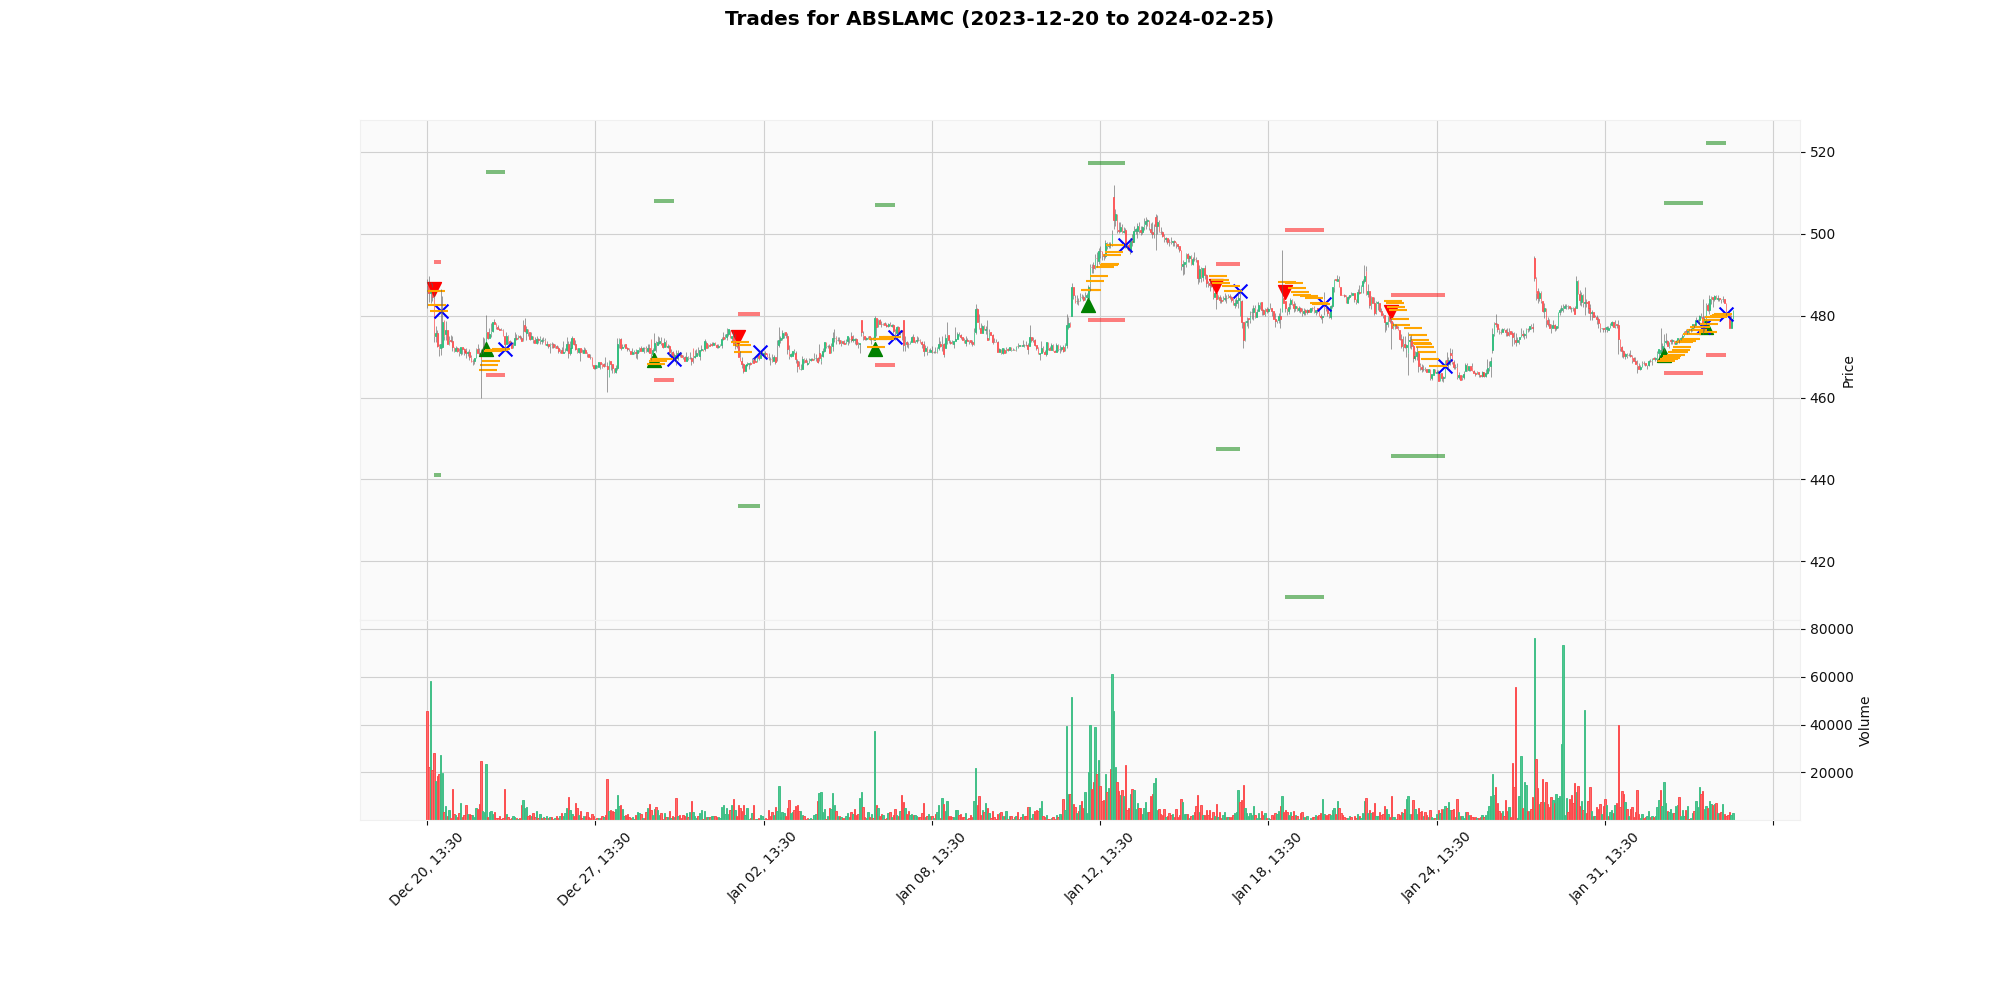 Trades for ABSLAMC (2023-12-20 to 2024-02-25)
520
500
480
460
440
420
Price
80000
60000
40000
20000
Volume
Dec 20, 13:30
Dec 27, 13:30
Jan 02, 13:30
Jan 08, 13:30
Jan 12, 13:30
Jan 18, 13:30
Jan 24, 13:30
Jan 31, 13:30